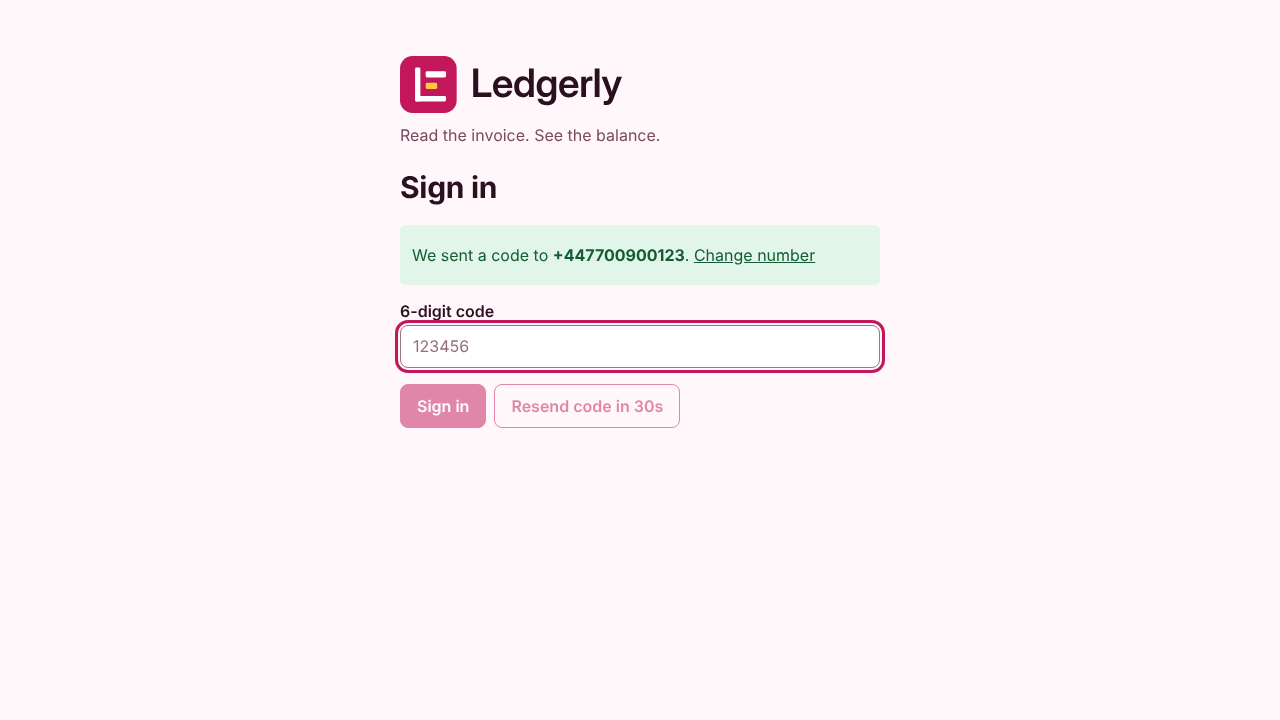 Ledgerly
Read the invoice. See the balance.
Sign in
We sent a code to +447700900123. Change number
6-digit code
123456
Sign in
Resend code in 30s